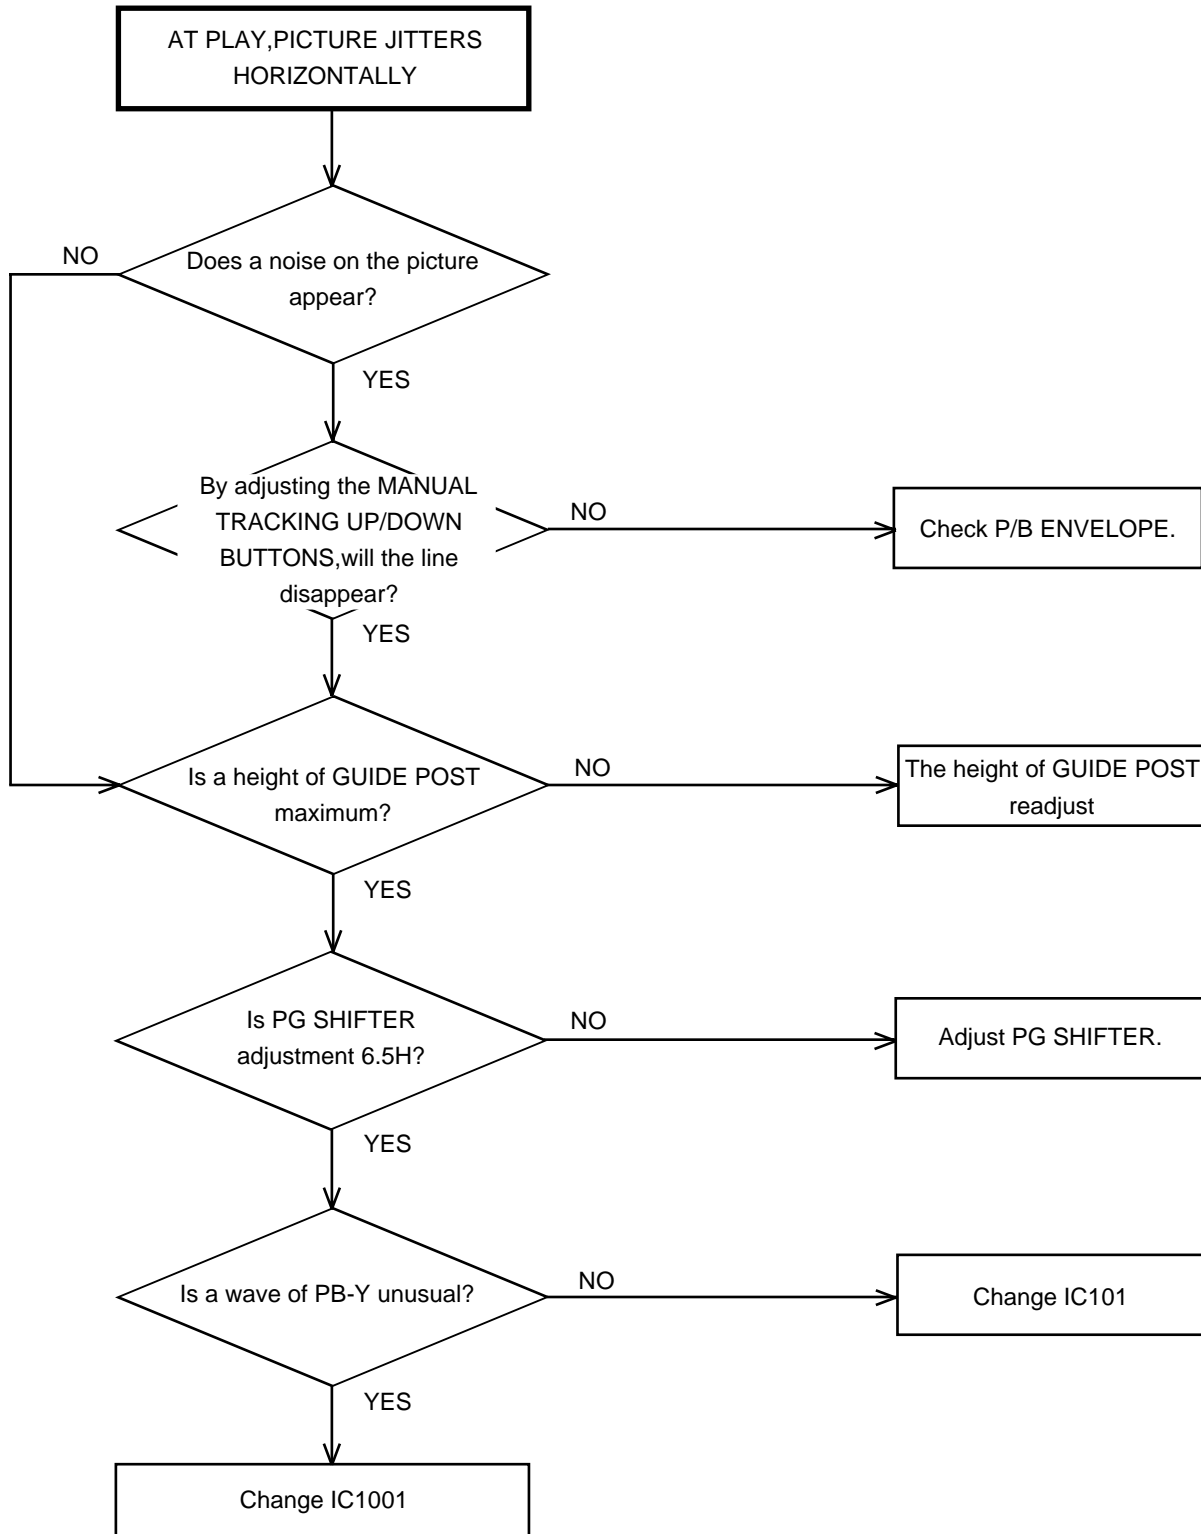 AT PLAY,PICTURE JITTERS
HORIZONTALLY
NO
Does a noise on the picture
appear?
YES
By adjusting the MANUAL
TRACKING UP/DOWN
BUTTONS,will the line
disappear?
NO
Check P/B ENVELOPE.
YES
Is a height of GUIDE POST
maximum?
NO
The height of GUIDE POST
readjust
YES
Is PG SHIFTER
adjustment 6.5H?
NO
Adjust PG SHIFTER.
YES
Is a wave of PB-Y unusual?
NO
Change IC101
YES
Change IC1001